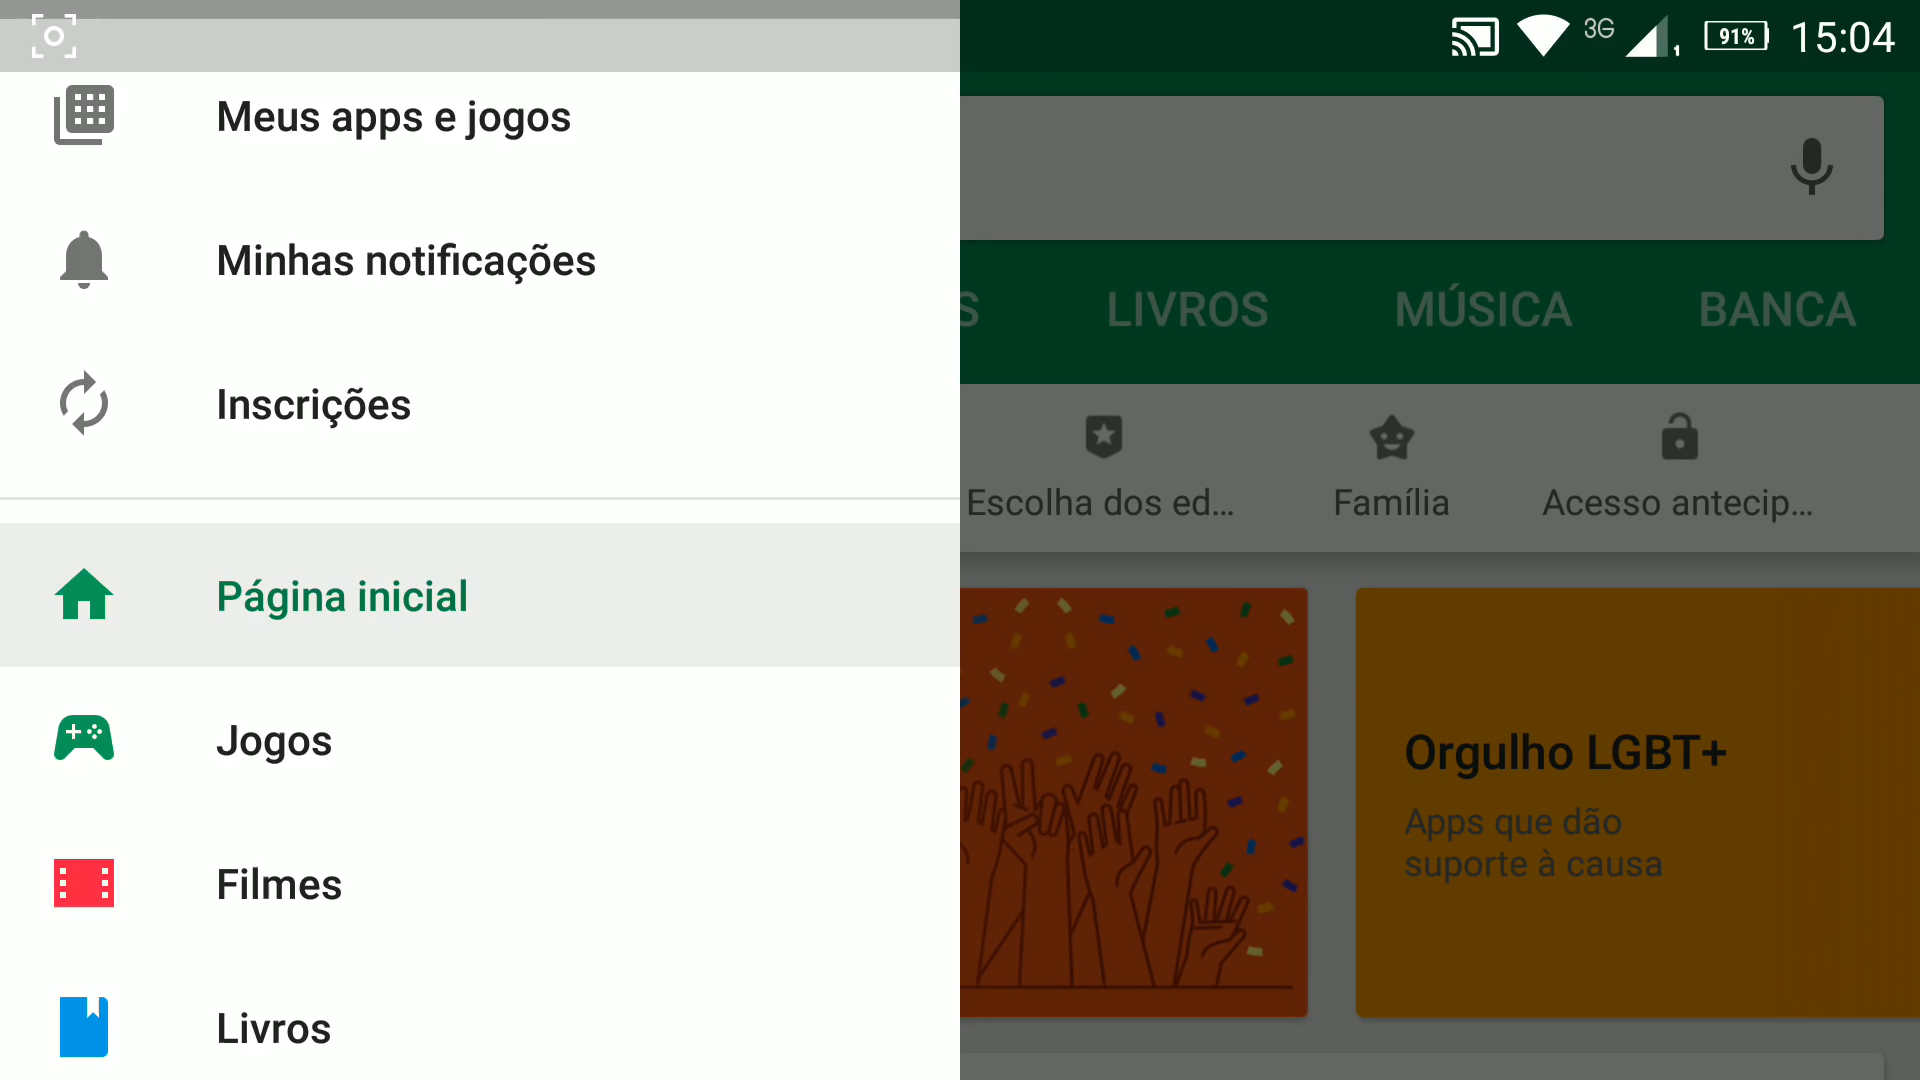 3G
1
91%
15:04
Meus apps e jogos
Minhas notificações
Inscrições
Página inicial
Jogos
Filmes
Livros
S
LIVROS
MÚSICA
BANCA
Escolha dos ed...
Família
Acesso antecip...
Orgulho LGBT+
Apps que dão
suporte à causa